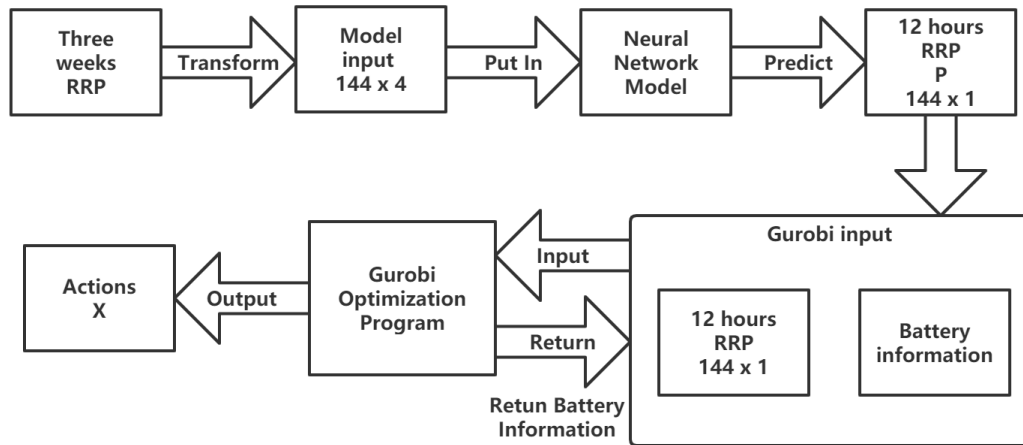 Three
weeks
RRP
Transform
Model
input
144 x 4
Put In
Neural
Network
Model
Predict
12 hours
RRP
P
144 x 1
Gurobi input
Input
Actions
X
Output
Gurobi
Optimization
Program
Return
12 hours
RRP
144 x 1
Battery
information
Retun Battery
Information